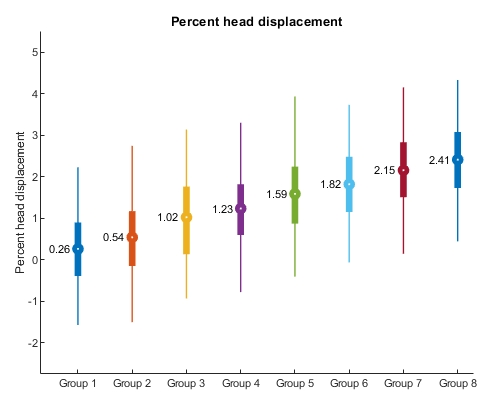 Percent head displacement
Percent head displacement
5
4
3
2
1
0
-1
-2
0.26
0.54
1.02
1.23
1.59
1.82
2.15
2.41
Group 1
Group 2
Group 3
Group 4
Group 5
Group 6
Group 7
Group 8